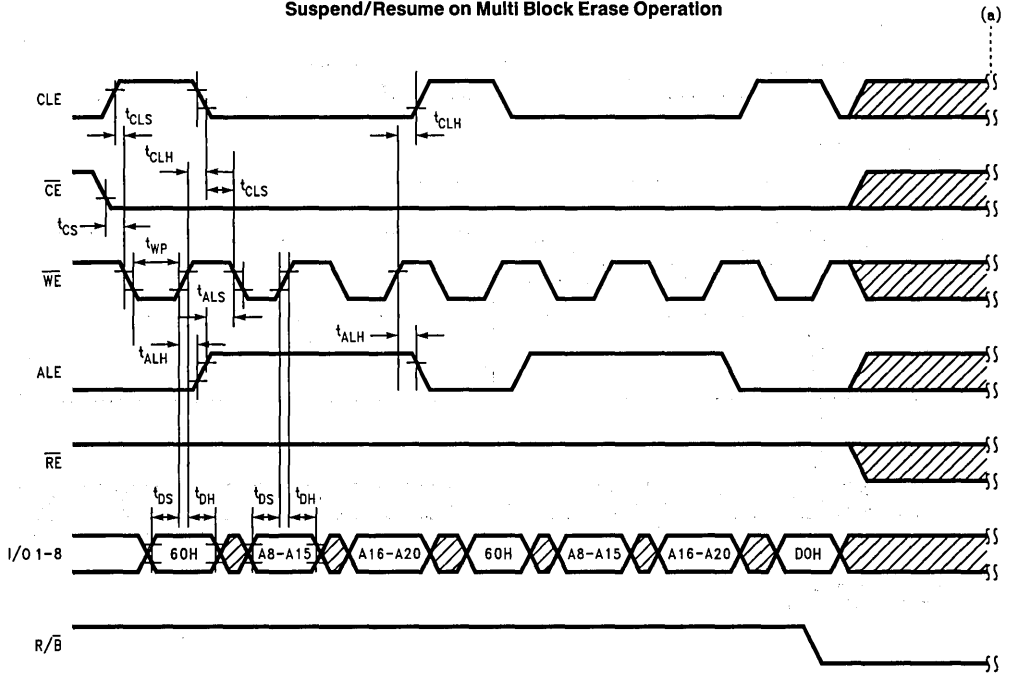 Suspend/Resume on Multi Block Erase Operation
(a)
CLE
tCLS
tCLH
tCLH
CE
tCLS
tCS
tWP
WE
tALS
tALH
tALH
ALE
RE
tDS
tDH
tDS
tDH
I/O 1-8
60H
A8-A15
A16-A20
60H
A8-A15
A16-A20
D0H
R/B